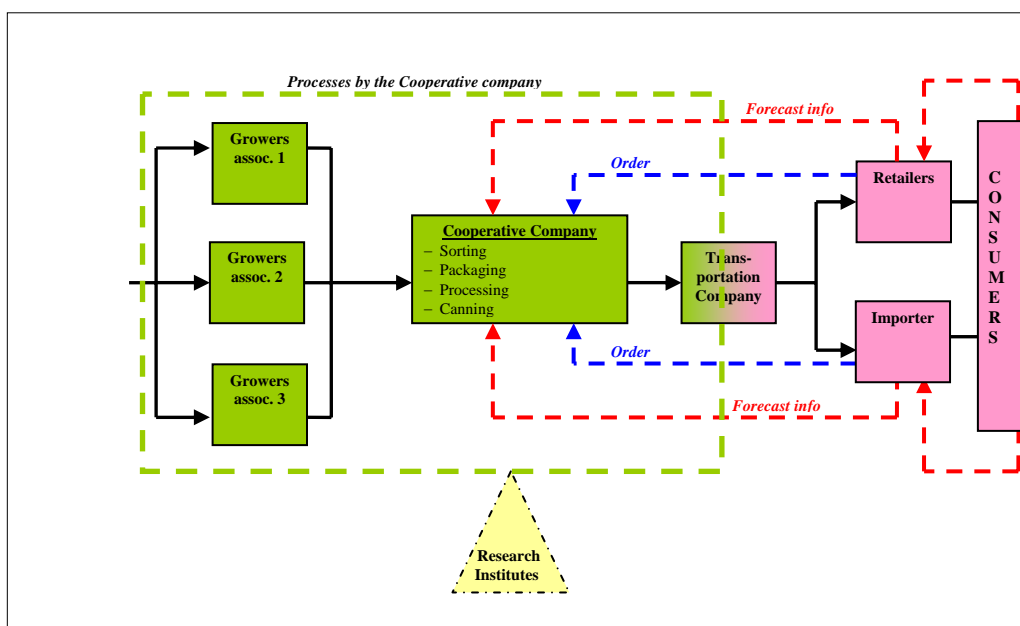 Processes by the Cooperative company
Forecast info
Growers
assoc. 1
Order
Retailers
CONSUMERS
Cooperative Company
– Sorting
– Packaging
– Processing
– Canning
Growers
assoc. 2
Trans-
portation
Company
Importer
Order
Growers
assoc. 3
Forecast info
Research
Institutes